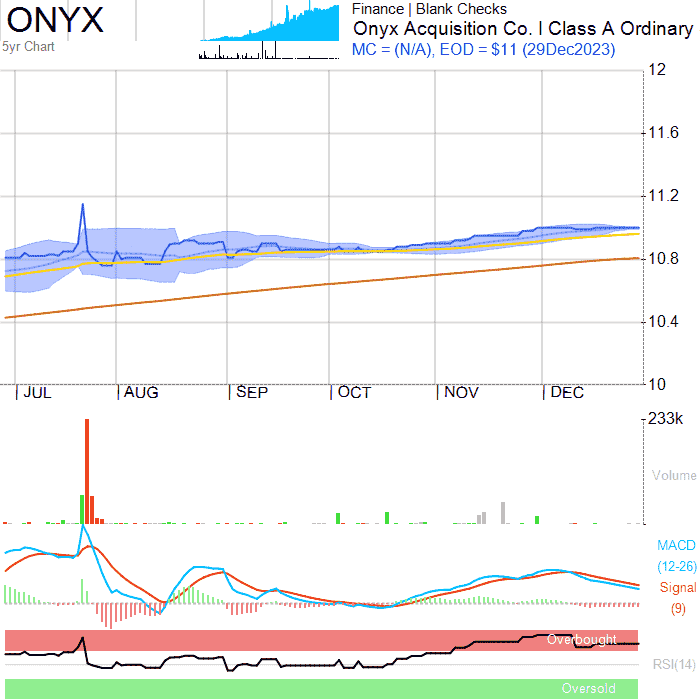 ONYX
5yr Chart
Finance | Blank Checks
Onyx Acquisition Co. I Class A Ordinary
MC = (N/A), EOD = $11 (29Dec2023)
12
11.6
11.2
10.8
10.4
10
JUL AUG SEP OCT NOV DEC
233k
Volume
MACD
(12-26)
Signal
(9)
Overbought
RSI(14)
Oversold